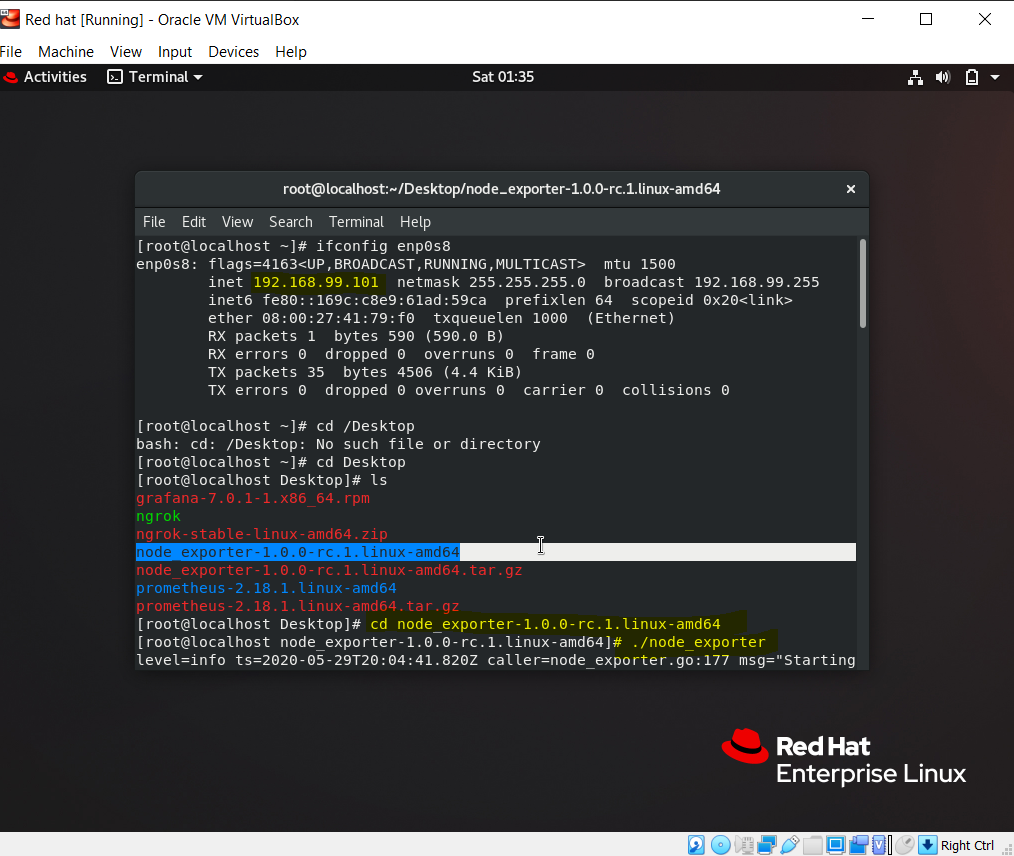 Red hat [Running] - Oracle VM VirtualBox
File Machine View Input Devices Help
Activities Terminal Sat 01:35
root@localhost:~/Desktop/node_exporter-1.0.0-rc.1.linux-amd64
File Edit View Search Terminal Help
[root@localhost ~]# ifconfig enp0s8
enp0s8: flags=4163<UP,BROADCAST,RUNNING,MULTICAST>  mtu 1500
        inet 192.168.99.101  netmask 255.255.255.0  broadcast 192.168.99.255
        inet6 fe80::169c:c8e9:61ad:59ca  prefixlen 64  scopeid 0x20<link>
        ether 08:00:27:41:79:f0  txqueuelen 1000  (Ethernet)
        RX packets 1  bytes 590 (590.0 B)
        RX errors 0  dropped 0  overruns 0  frame 0
        TX packets 35  bytes 4506 (4.4 KiB)
        TX errors 0  dropped 0 overruns 0  carrier 0  collisions 0
[root@localhost ~]# cd /Desktop
bash: cd: /Desktop: No such file or directory
[root@localhost ~]# cd Desktop
[root@localhost Desktop]# ls
grafana-7.0.1-1.x86_64.rpm
ngrok
ngrok-stable-linux-amd64.zip
node_exporter-1.0.0-rc.1.linux-amd64
node_exporter-1.0.0-rc.1.linux-amd64.tar.gz
prometheus-2.18.1.linux-amd64
prometheus-2.18.1.linux-amd64.tar.gz
[root@localhost Desktop]# cd node_exporter-1.0.0-rc.1.linux-amd64
[root@localhost node_exporter-1.0.0-rc.1.linux-amd64]# ./node_exporter
level=info ts=2020-05-29T20:04:41.820Z caller=node_exporter.go:177 msg="Starting
Red Hat
Enterprise Linux
Right Ctrl